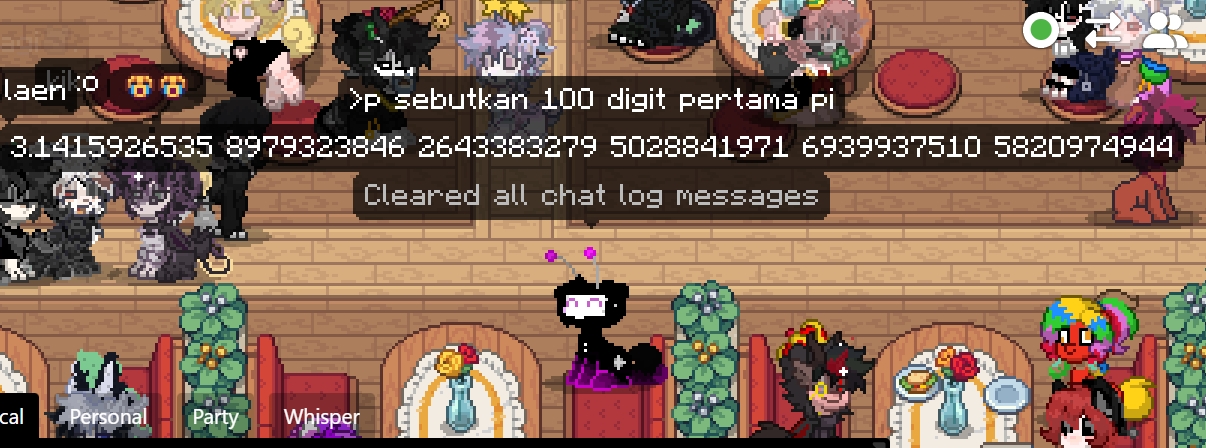 kiko
laen 😭😭
>p sebutkan 100 digit pertama pi
3.1415926535 8979323846 2643383279 5028841971 6939937510 5820974944
Cleared all chat log messages
cal Personal Party Whisper